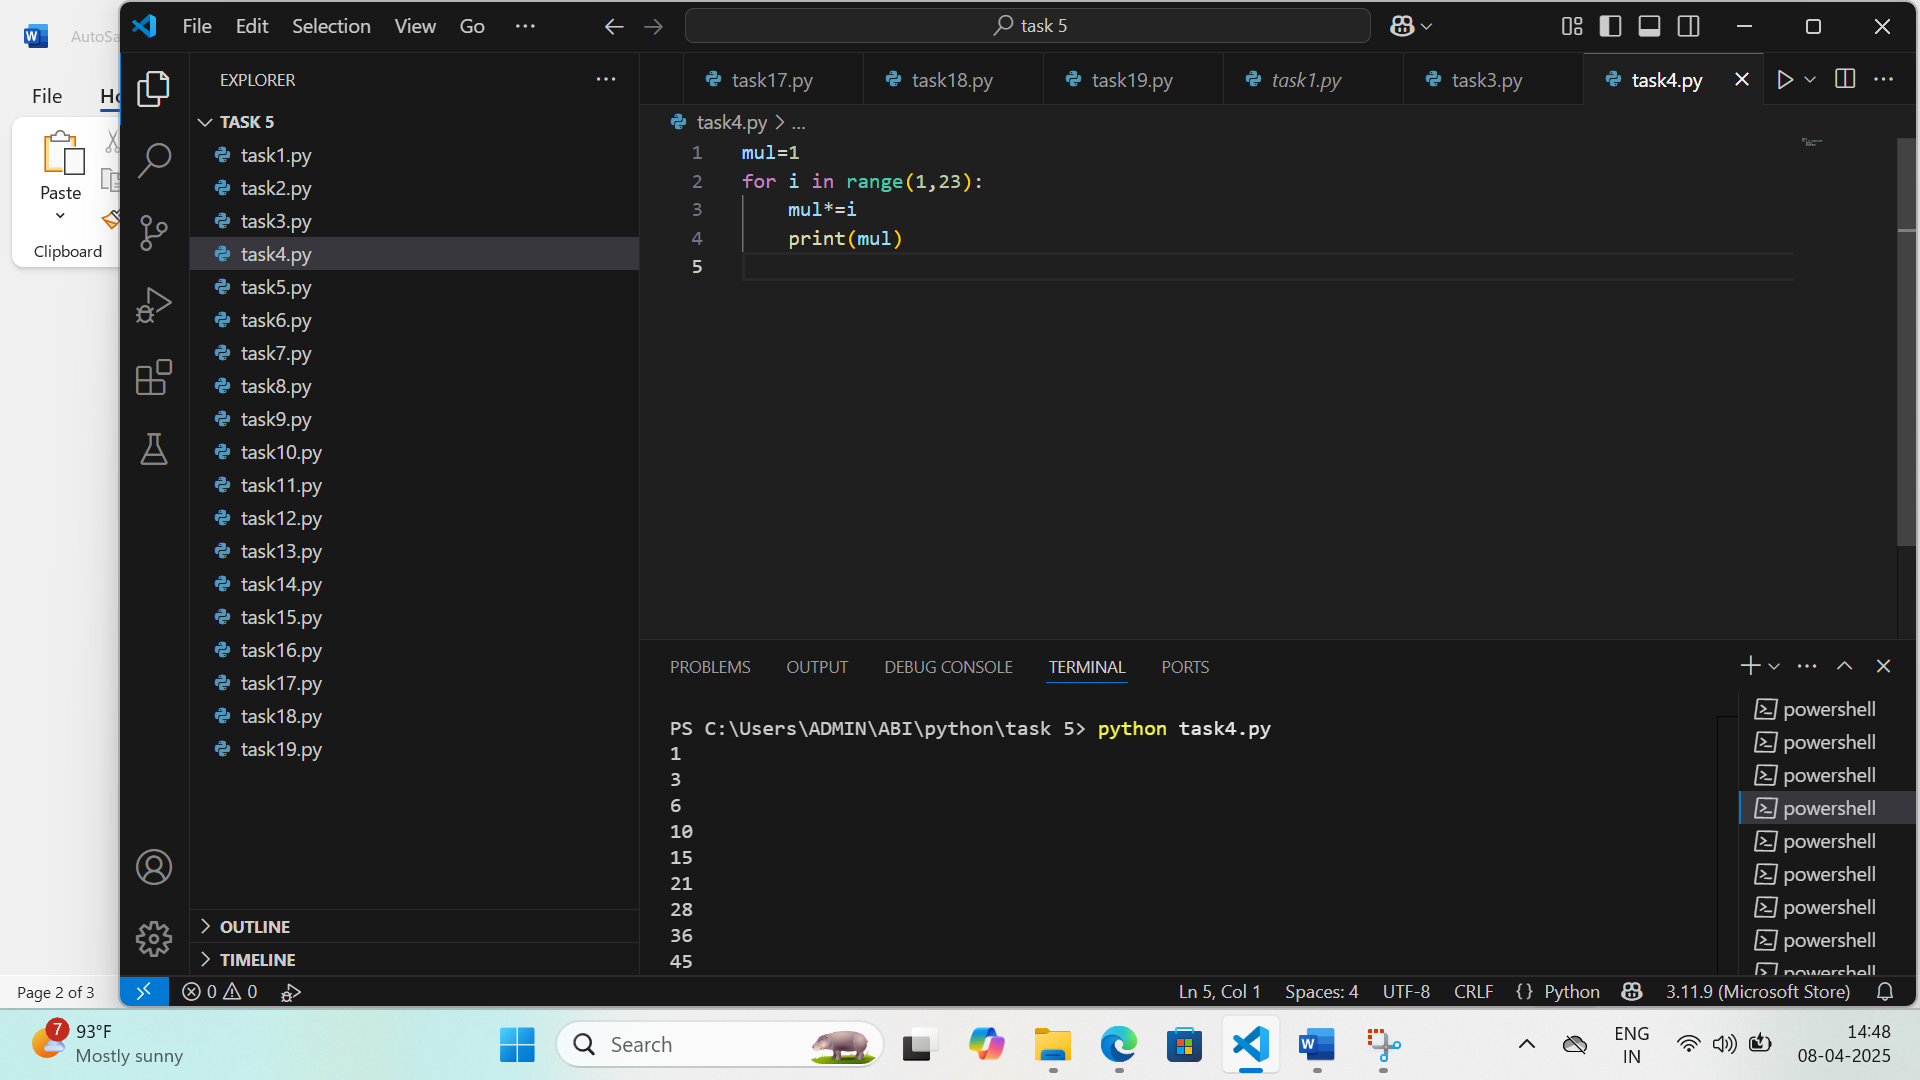 AutoSa
File
Ho
Paste
Clipboard
Page 2 of 3
File Edit Selection View Go ...
task 5
EXPLORER
TASK 5
task1.py
task2.py
task3.py
task4.py
task5.py
task6.py
task7.py
task8.py
task9.py
task10.py
task11.py
task12.py
task13.py
task14.py
task15.py
task16.py
task17.py
task18.py
task19.py
OUTLINE
TIMELINE
task17.py task18.py task19.py task1.py task3.py task4.py
task4.py > ...
1 mul=1
2 for i in range(1,23):
3 mul*=i
4 print(mul)
5
PROBLEMS OUTPUT DEBUG CONSOLE TERMINAL PORTS
PS C:\Users\ADMIN\ABI\python\task 5> python task4.py
1
3
6
10
15
21
28
36
45
powershell
powershell
powershell
powershell
powershell
powershell
powershell
powershell
powershell
0 0
Ln 5, Col 1 Spaces: 4 UTF-8 CRLF {} Python 3.11.9 (Microsoft Store)
7
93°F
Mostly sunny
Search
ENG
IN
14:48
08-04-2025